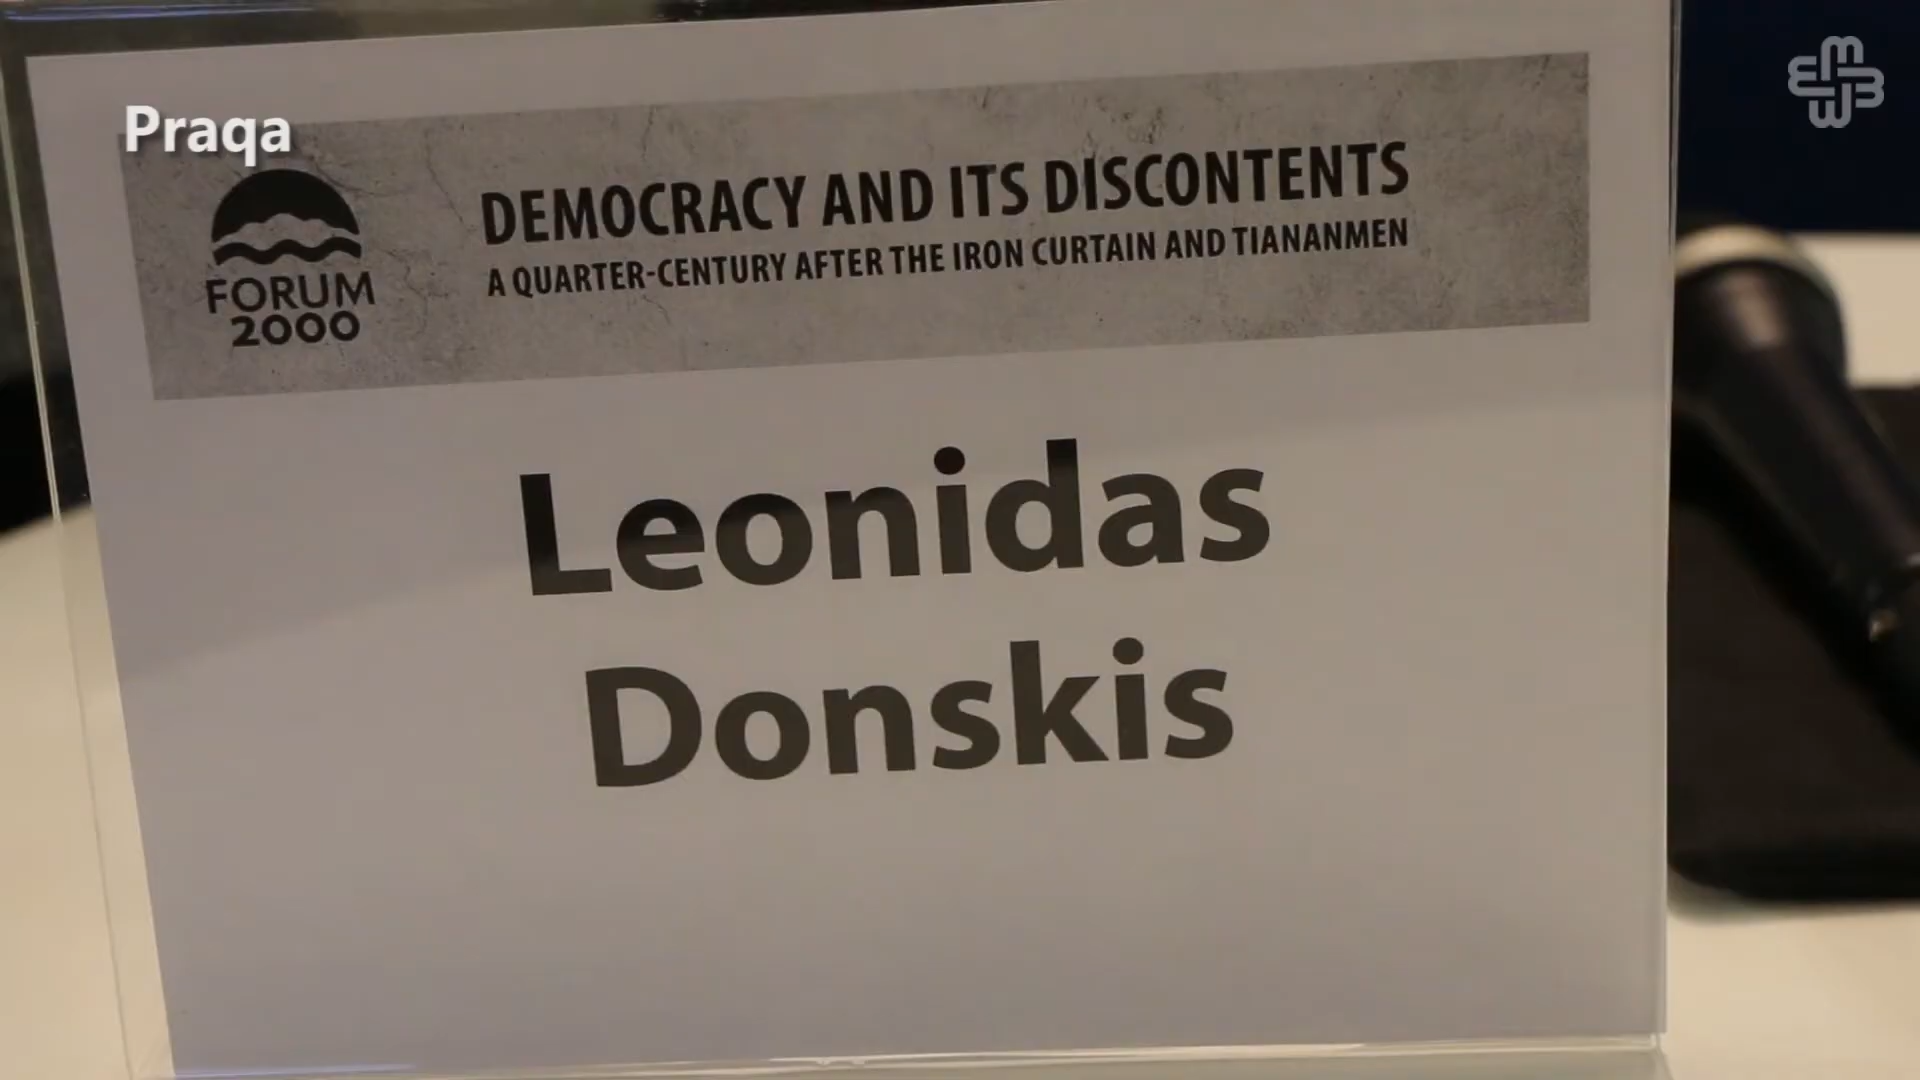 Praqa
FORUM
2000
DEMOCRACY AND ITS DISCONTENTS
A QUARTER-CENTURY AFTER THE IRON CURTAIN AND TIANANMEN
Leonidas
Donskis